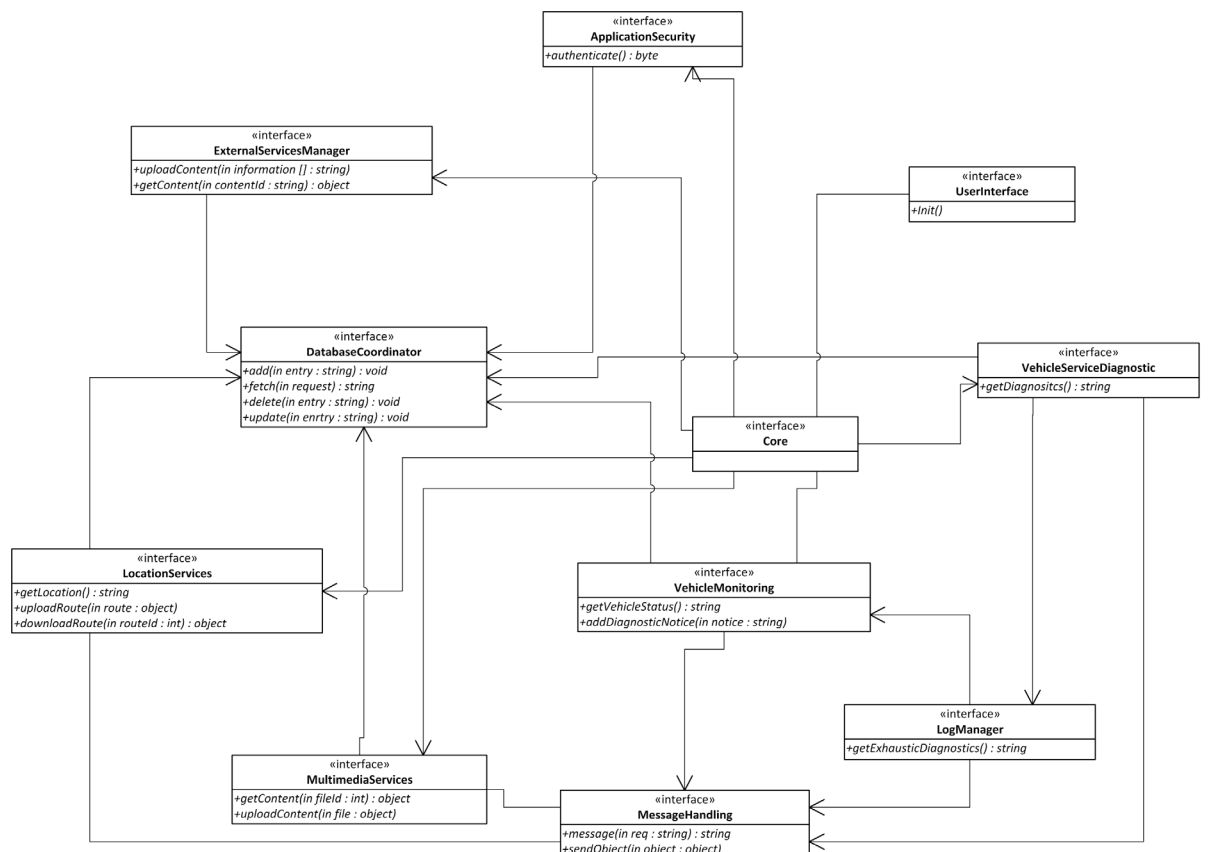 «interface»
ApplicationSecurity
+authenticate() : byte
«interface»
ExternalServicesManager
+uploadContent(in information [] : string)
+getContent(in contentId : string) : object
«interface»
UserInterface
+Init()
«interface»
DatabaseCoordinator
+add(in entry : string) : void
+fetch(in request) : string
+delete(in entry : string) : void
+update(in enrtry : string) : void
«interface»
VehicleServiceDiagnostic
+getDiagnositcs() : string
«interface»
Core
«interface»
LocationServices
+getLocation() : string
+uploadRoute(in route : object)
+downloadRoute(in routeId : int) : object
«interface»
VehicleMonitoring
+getVehicleStatus() : string
+addDiagnosticNotice(in notice : string)
«interface»
LogManager
+getExhausticDiagnostics() : string
«interface»
MultimediaServices
+getContent(in fileId : int) : object
+uploadContent(in file : object)
«interface»
MessageHandling
+message(in req : string) : string
+sendObject(in object : object)